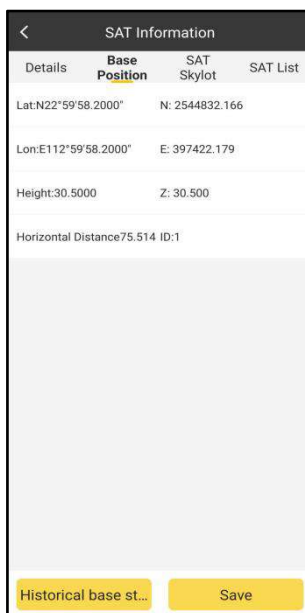 SAT Information
Details
Base
Position
SAT
Skylot
SAT List
Lat:N22°59'58.2000" N: 2544832.166
Lon:E112°59'58.2000" E: 397422.179
Height:30.5000 Z: 30.500
Horizontal Distance75.514 ID:1
Historical base st... Save